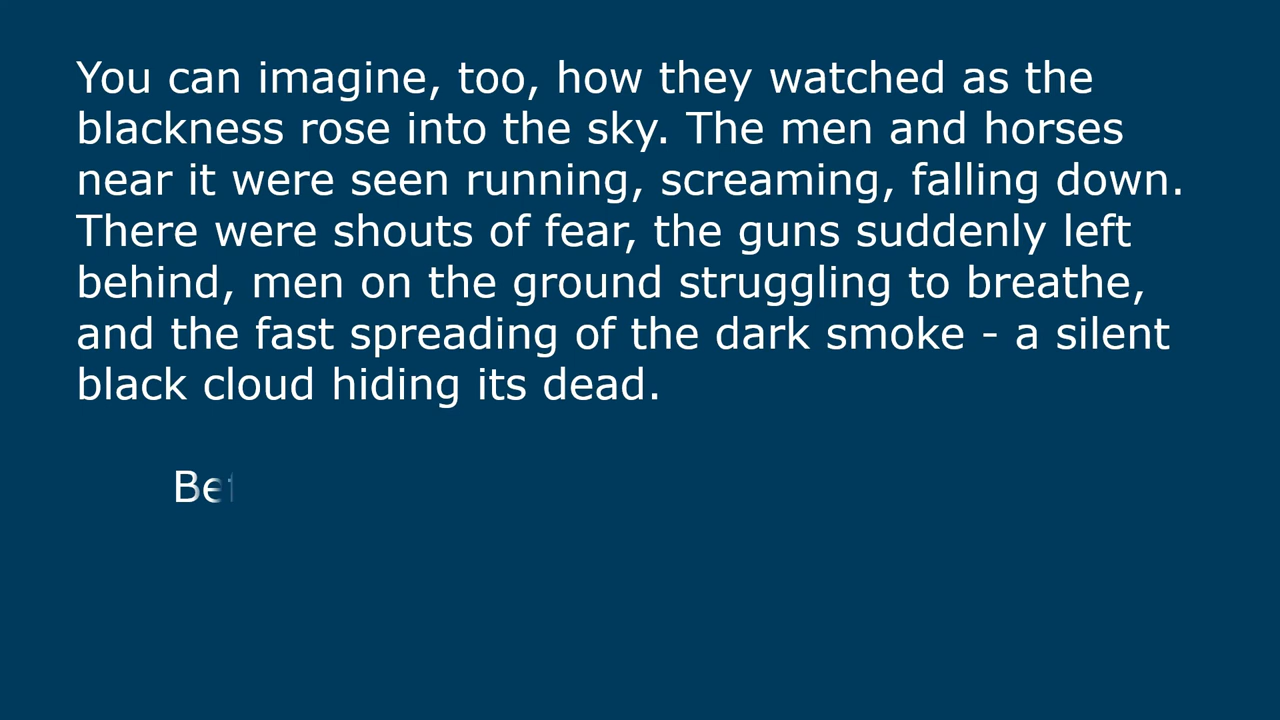 You can imagine, too, how they watched as the
blackness rose into the sky. The men and horses
near it were seen running, screaming, falling down.
There were shouts of fear, the guns suddenly left
behind, men on the ground struggling to breathe,
and the fast spreading of the dark smoke - a silent
black cloud hiding its dead.